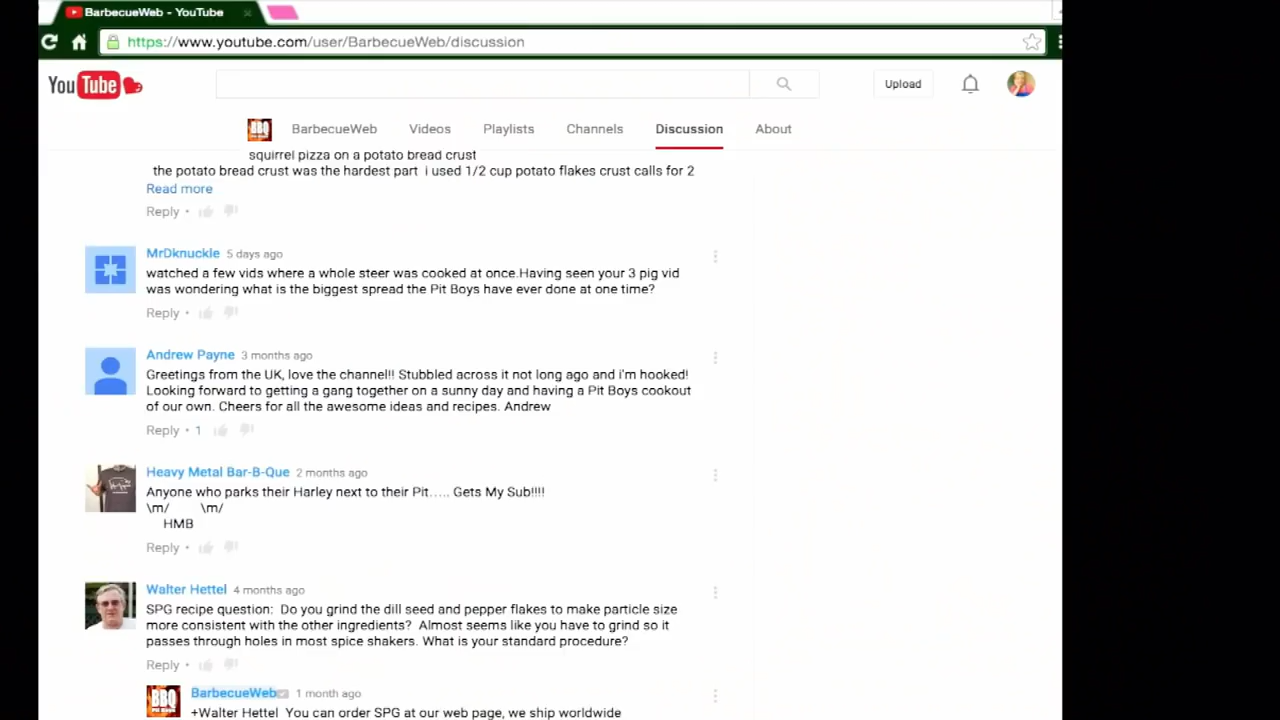 BarbecueWeb - YouTube ×
https://www.youtube.com/user/BarbecueWeb/discussion
YouTube
Upload
BBQ
BarbecueWeb Videos Playlists Channels Discussion About
squirrel pizza on a potato bread crust
the potato bread crust was the hardest part i used 1/2 cup potato flakes crust calls for 2
Read more
Reply •
MrDknuckle 5 days ago
watched a few vids where a whole steer was cooked at once.Having seen your 3 pig vid
was wondering what is the biggest spread the Pit Boys have ever done at one time?
Reply •
Andrew Payne 3 months ago
Greetings from the UK, love the channel!! Stubbled across it not long ago and i'm hooked!
Looking forward to getting a gang together on a sunny day and having a Pit Boys cookout
of our own. Cheers for all the awesome ideas and recipes. Andrew
Reply • 1
Heavy Metal Bar-B-Que 2 months ago
Anyone who parks their Harley next to their Pit..... Gets My Sub!!!!
\m/ \m/
HMB
Reply •
Walter Hettel 4 months ago
SPG recipe question: Do you grind the dill seed and pepper flakes to make particle size
more consistent with the other ingredients? Almost seems like you have to grind so it
passes through holes in most spice shakers. What is your standard procedure?
Reply •
BBQ
BarbecueWeb 1 month ago
+Walter Hettel You can order SPG at our web page, we ship worldwide